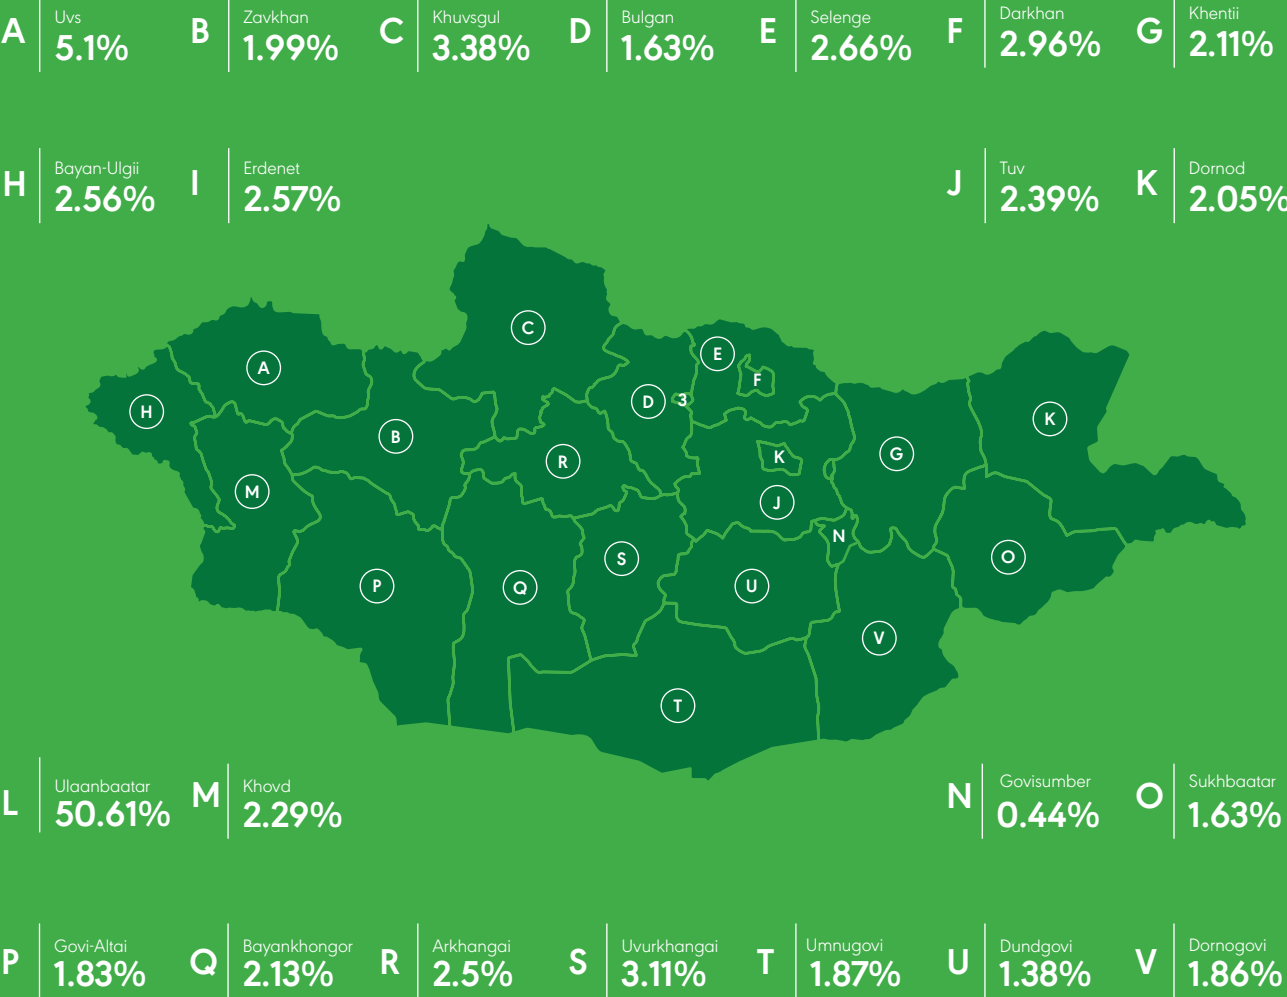 A
Uvs
5.1%
B
Zavkhan
1.99%
C
Khuvsgul
3.38%
D
Bulgan
1.63%
E
Selenge
2.66%
F
Darkhan
2.96%
G
Khentii
2.11%
H
Bayan-Ulgii
2.56%
I
Erdenet
2.57%
J
Tuv
2.39%
K
Dornod
2.05%
C
E
A
F
D
3
H
K
B
G
K
R
M
J
N
S
O
P
Q
U
V
T
L
Ulaanbaatar
50.61%
M
Khovd
2.29%
N
Govisumber
0.44%
O
Sukhbaatar
1.63%
P
Govi-Altai
1.83%
Q
Bayankhongor
2.13%
R
Arkhangai
2.5%
S
Uvurkhangai
3.11%
T
Umnugovi
1.87%
U
Dundgovi
1.38%
V
Dornogovi
1.86%